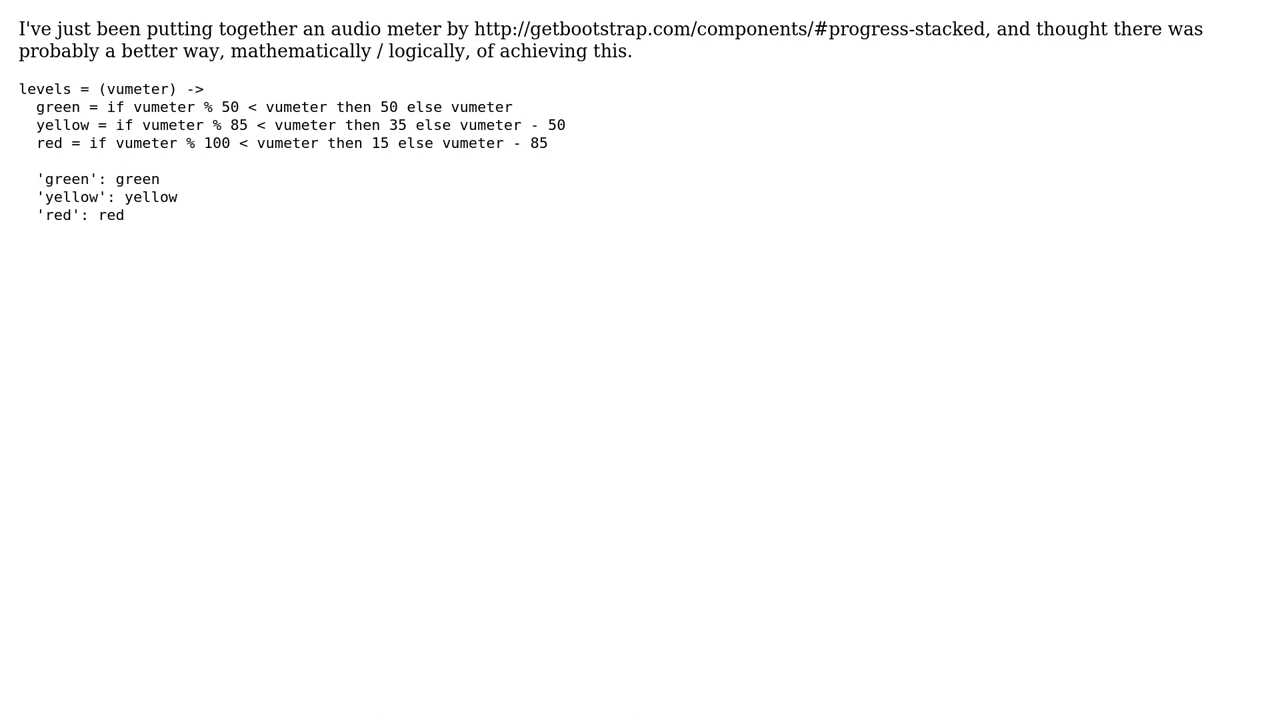 I've just been putting together an audio meter by http://getbootstrap.com/components/#progress-stacked, and thought there was
probably a better way, mathematically / logically, of achieving this.
levels = (vumeter) ->
  green = if vumeter % 50 < vumeter then 50 else vumeter
  yellow = if vumeter % 85 < vumeter then 35 else vumeter - 50
  red = if vumeter % 100 < vumeter then 15 else vumeter - 85
  'green': green
  'yellow': yellow
  'red': red